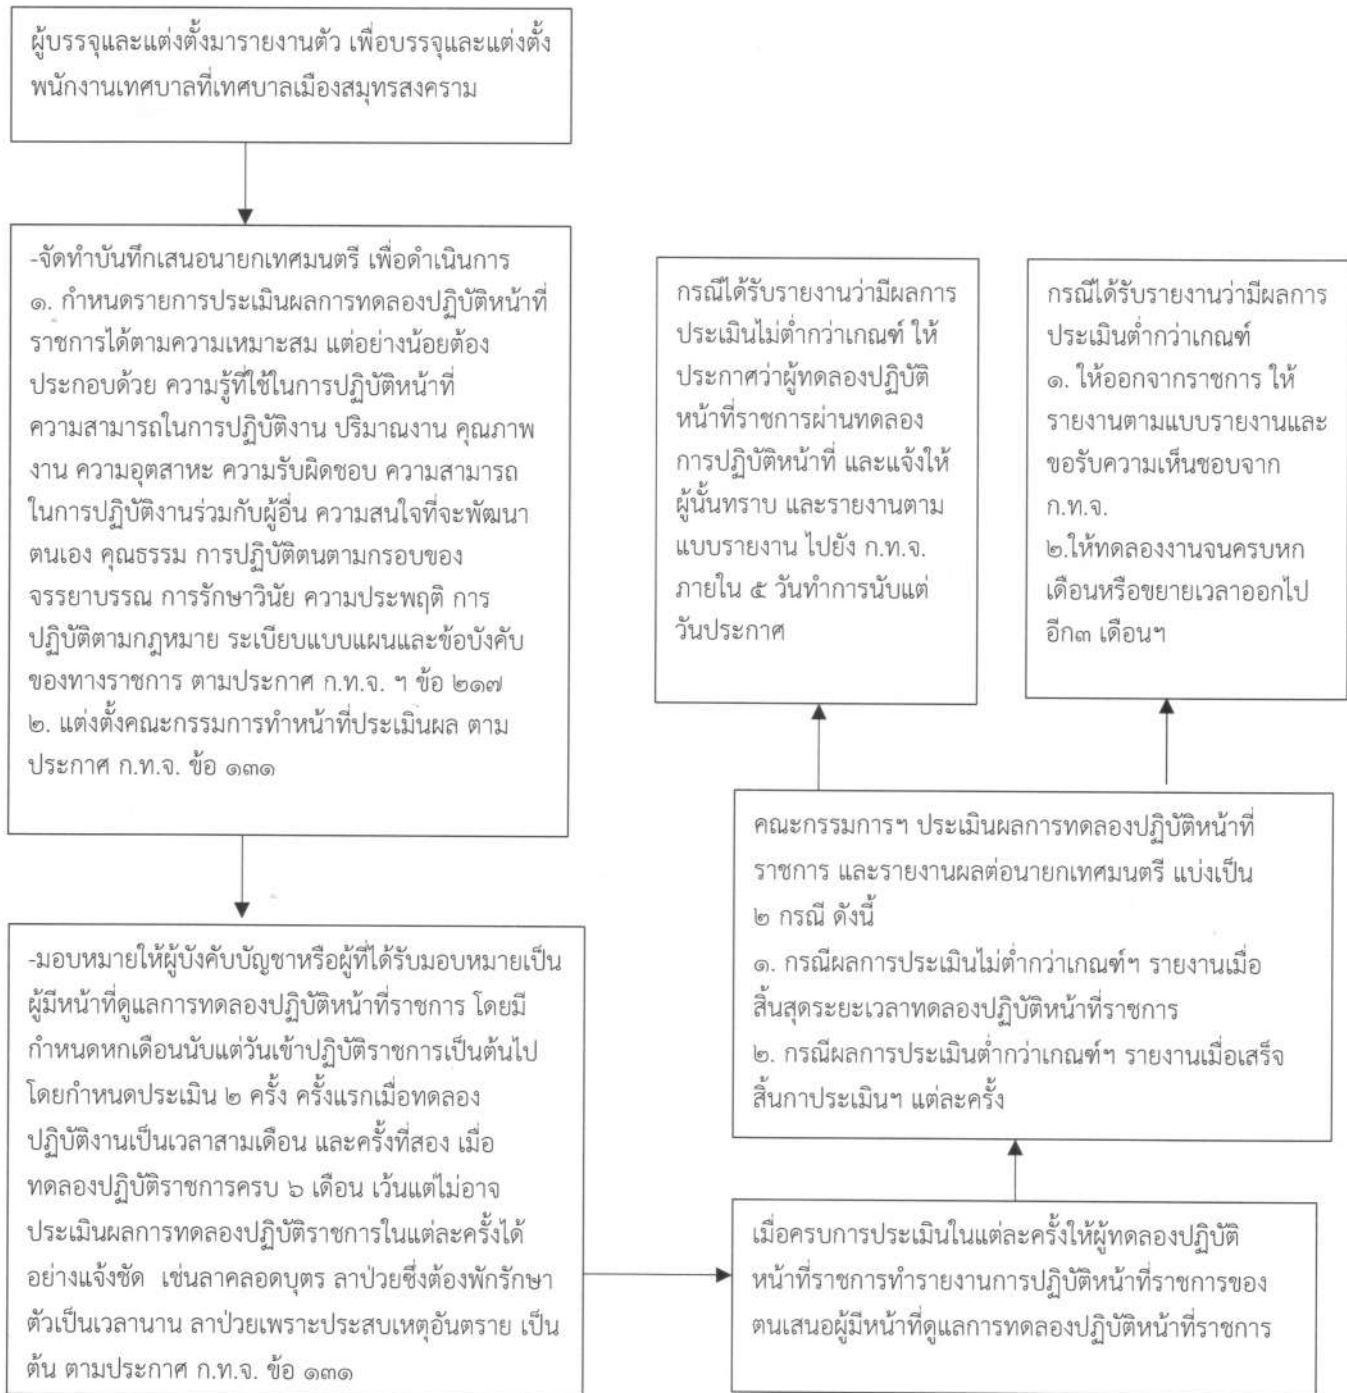 ผู้บรรจุและแต่งตั้งมารายงานตัว เพื่อบรรจุและแต่งตั้ง
พนักงานเทศบาลที่เทศบาลเมืองสมุทรสงคราม
-จัดทำบันทึกเสนอนายกเทศมนตรี เพื่อดำเนินการ
๑. กำหนดรายการประเมินผลการทดลองปฏิบัติหน้าที่
ราชการได้ตามความเหมาะสม แต่อย่างน้อยต้อง
ประกอบด้วย ความรู้ที่ใช้ในการปฏิบัติหน้าที่
ความสามารถในการปฏิบัติงาน ปริมาณงาน คุณภาพ
งาน ความอุตสาหะ ความรับผิดชอบ ความสามารถ
ในการปฏิบัติงานร่วมกับผู้อื่น ความสนใจที่จะพัฒนา
ตนเอง คุณธรรม การปฏิบัติตนตามกรอบของ
จรรยาบรรณ การรักษาวินัย ความประพฤติ การ
ปฏิบัติตามกฎหมาย ระเบียบแบบแผนและข้อบังคับ
ของทางราชการ ตามประกาศ ก.ท.จ. ฯ ข้อ ๒๑๗
๒. แต่งตั้งคณะกรรมการทำหน้าที่ประเมินผล ตาม
ประกาศ ก.ท.จ. ข้อ ๑๓๑
-มอบหมายให้ผู้บังคับบัญชาหรือผู้ที่ได้รับมอบหมายเป็น
ผู้มีหน้าที่ดูแลการทดลองปฏิบัติหน้าที่ราชการ โดยมี
กำหนดหกเดือนนับแต่วันเข้าปฏิบัติราชการเป็นต้นไป
โดยกำหนดประเมิน ๒ ครั้ง ครั้งแรกเมื่อทดลอง
ปฏิบัติงานเป็นเวลาสามเดือน และครั้งที่สอง เมื่อ
ทดลองปฏิบัติราชการครบ ๖ เดือน เว้นแต่ไม่อาจ
ประเมินผลการทดลองปฏิบัติราชการในแต่ละครั้งได้
อย่างแจ้งชัด เช่นลาคลอดบุตร ลาป่วยซึ่งต้องพักรักษา
ตัวเป็นเวลานาน ลาป่วยเพราะประสบเหตุอันตราย เป็น
ต้น ตามประกาศ ก.ท.จ. ข้อ ๑๓๑
เมื่อครบการประเมินในแต่ละครั้งให้ผู้ทดลองปฏิบัติ
หน้าที่ราชการทำรายงานการปฏิบัติหน้าที่ราชการของ
ตนเสนอผู้มีหน้าที่ดูแลการทดลองปฏิบัติหน้าที่ราชการ
คณะกรรมการฯ ประเมินผลการทดลองปฏิบัติหน้าที่
ราชการ และรายงานผลต่อนายกเทศมนตรี แบ่งเป็น
๒ กรณี ดังนี้
๑. กรณีผลการประเมินไม่ต่ำกว่าเกณฑ์ฯ รายงานเมื่อ
สิ้นสุดระยะเวลาทดลองปฏิบัติหน้าที่ราชการ
๒. กรณีผลการประเมินต่ำกว่าเกณฑ์ฯ รายงานเมื่อเสร็จ
สิ้นกาประเมินฯ แต่ละครั้ง
กรณีได้รับรายงานว่ามีผลการ
ประเมินไม่ต่ำกว่าเกณฑ์ ให้
ประกาศว่าผู้ทดลองปฏิบัติ
หน้าที่ราชการผ่านทดลอง
การปฏิบัติหน้าที่ และแจ้งให้
ผู้นั้นทราบ และรายงานตาม
แบบรายงาน ไปยัง ก.ท.จ.
ภายใน ๕ วันทำการนับแต่
วันประกาศ
กรณีได้รับรายงานว่ามีผลการ
ประเมินต่ำกว่าเกณฑ์
๑. ให้ออกจากราชการ ให้
รายงานตามแบบรายงานและ
ขอรับความเห็นชอบจาก
ก.ท.จ.
๒.ให้ทดลองงานจนครบหก
เดือนหรือขยายเวลาออกไป
อีก๓ เดือนฯ